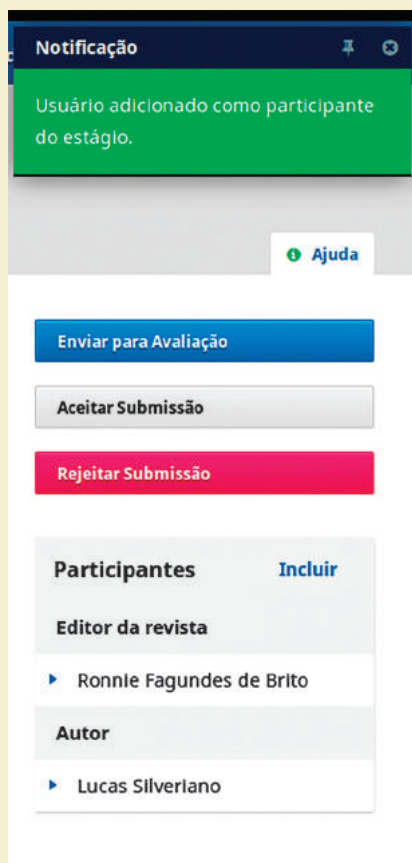 Notificação
Usuário adicionado como participante
do estágio.
Ajuda
Enviar para Avaliação
Aceitar Submissão
Rejeitar Submissão
Participantes Incluir
Editor da revista
Ronnie Fagundes de Brito
Autor
Lucas Silveriano